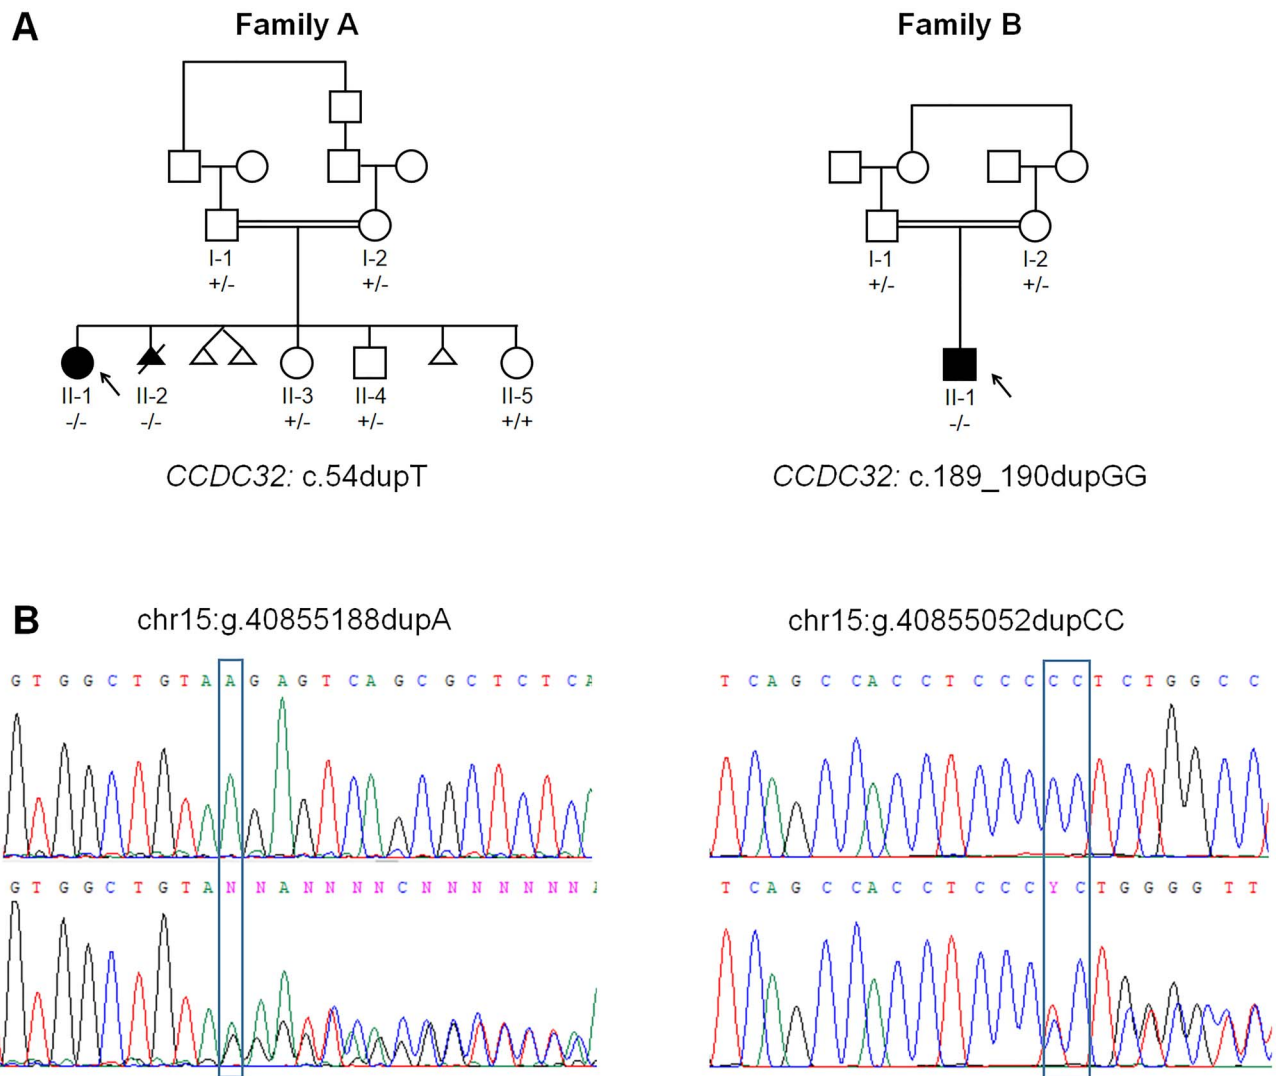 A
Family A
Family B
I-1
+/-
I-2
+/-
I-1
+/-
I-2
+/-
II-1
-/-
II-2
-/-
II-3
+/-
II-4
+/-
II-5
+/+
II-1
-/-
CCDC32: c.54dupT
CCDC32: c.189_190dupGG
B
chr15:g.40855188dupA
chr15:g.40855052dupCC
G T G G C T G T A A G A G T C A G C G C T C T C A
T C A G C C A C C T C C C C C T C T G G C C
G T G G C T G T A N N A N N N N C N N N N N N N A
T C A G C C A C C T C C C Y C T G G G G T T